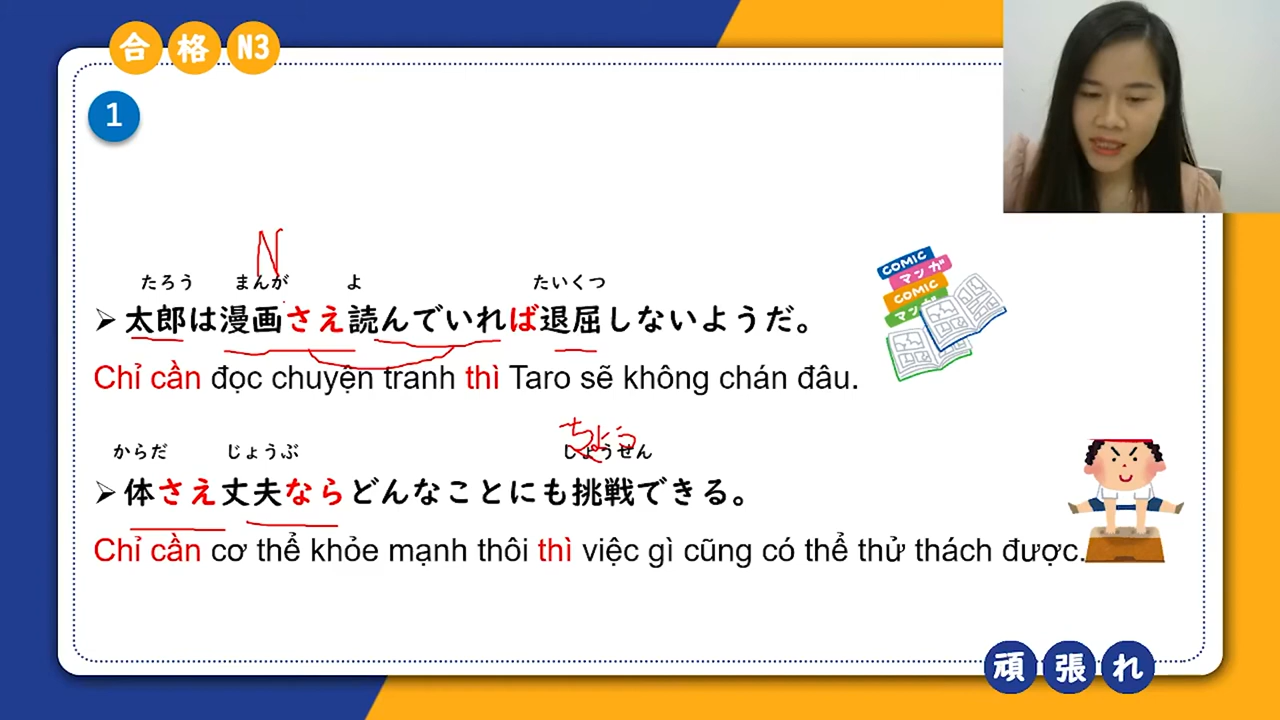 合格N3
1
N
たろう まんが よ たいくつ
➢ 太郎は漫画さえ読んでいれば退屈しないようだ。
Chỉ cần đọc chuyện tranh thì Taro sẽ không chán đâu.
COMIC
マンガ
COMIC
マンガ
ちょう
からだ じょうぶ しょうせん
➢ 体さえ丈夫ならどんなことにも挑戦できる。
Chỉ cần cơ thể khỏe mạnh thôi thì việc gì cũng có thể thử thách được.
頑張れ